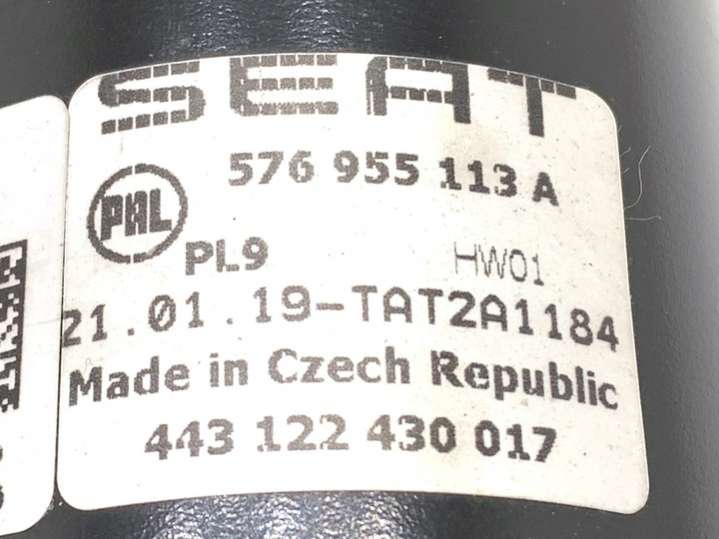 SEAT
576 955 113 A
PAL
PL9 HW01
21.01.19-TAT2A1184
Made in Czech Republic
443 122 430 017